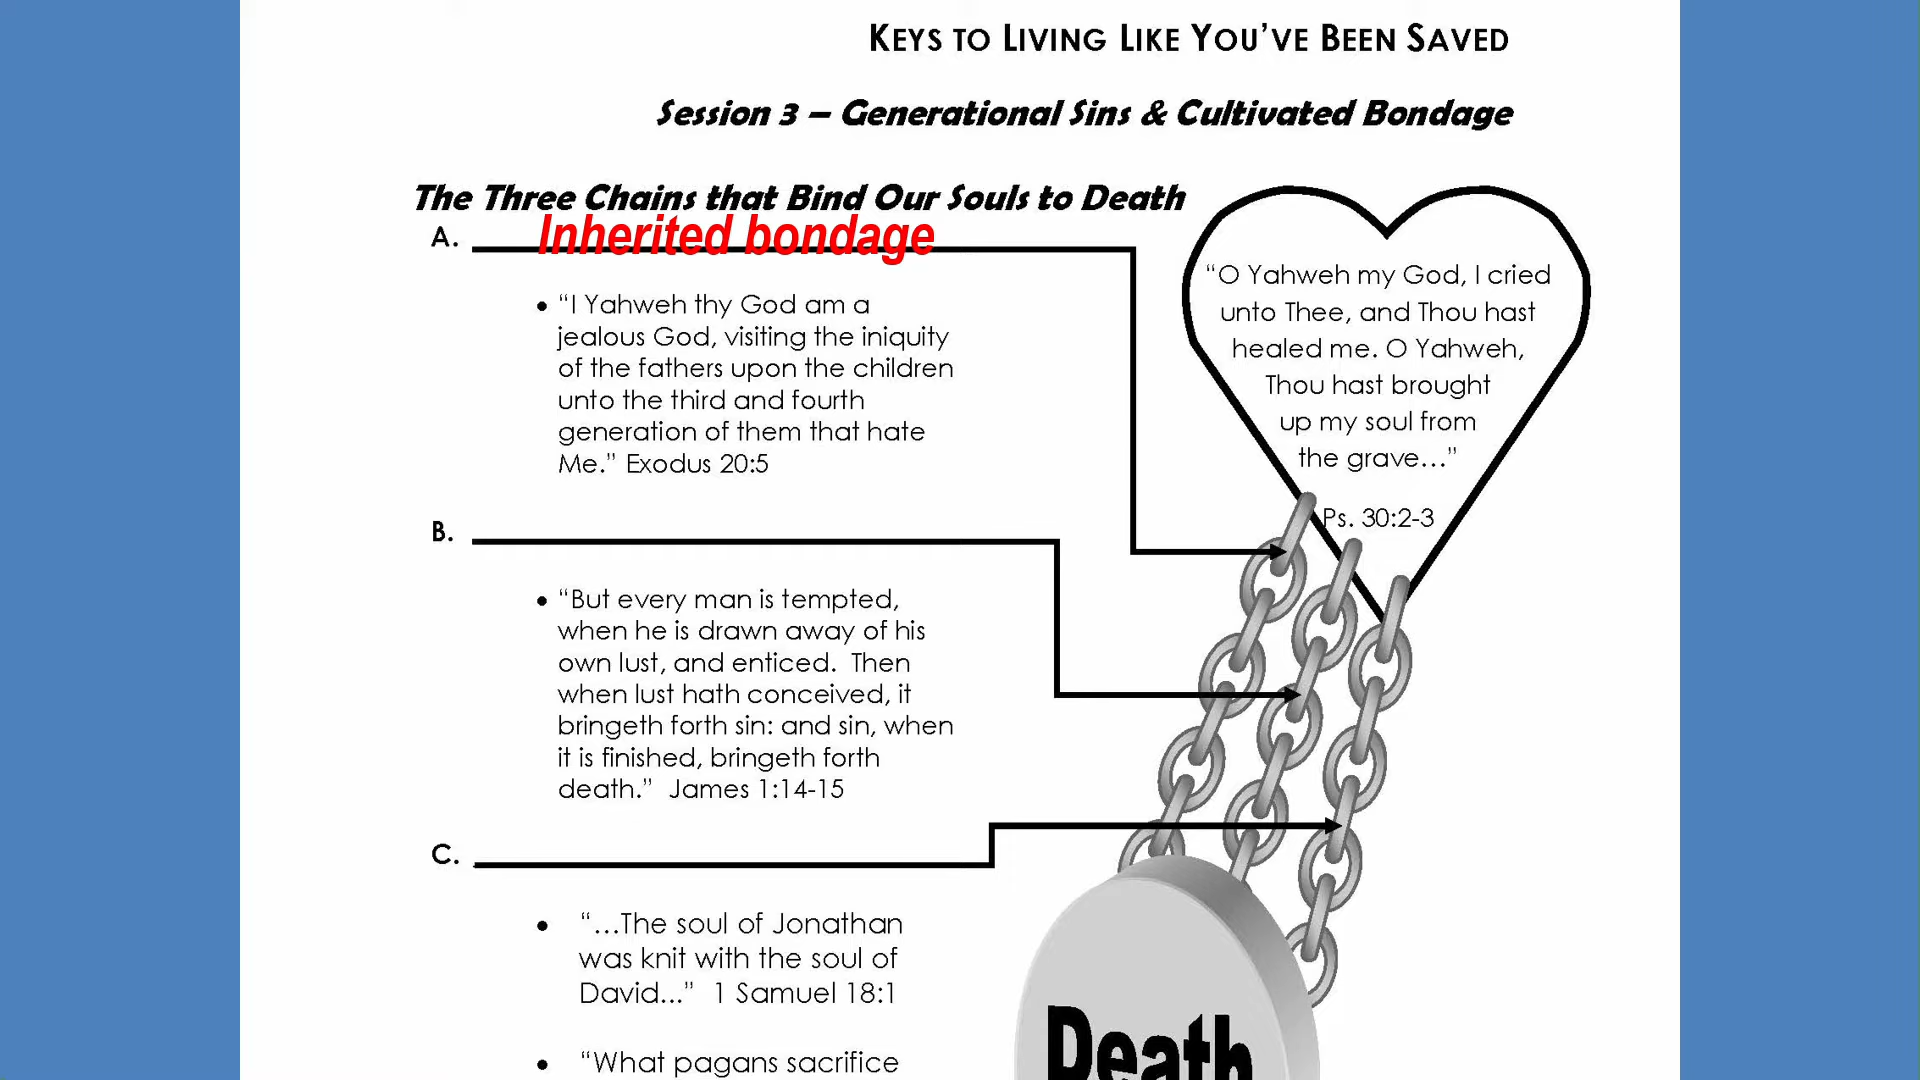 KEYS TO LIVING LIKE YOU’VE BEEN SAVED
Session 3 – Generational Sins & Cultivated Bondage
The Three Chains that Bind Our Souls to Death
A. Inherited bondage
• “I Yahweh thy God am a
jealous God, visiting the iniquity
of the fathers upon the children
unto the third and fourth
generation of them that hate
Me.” Exodus 20:5
B.
• “But every man is tempted,
when he is drawn away of his
own lust, and enticed. Then
when lust hath conceived, it
bringeth forth sin: and sin, when
it is finished, bringeth forth
death.” James 1:14-15
C.
• “…The soul of Jonathan
was knit with the soul of
David...” 1 Samuel 18:1
• “What pagans sacrifice
“O Yahweh my God, I cried
unto Thee, and Thou hast
healed me. O Yahweh,
Thou hast brought
up my soul from
the grave…”
Ps. 30:2-3
Death